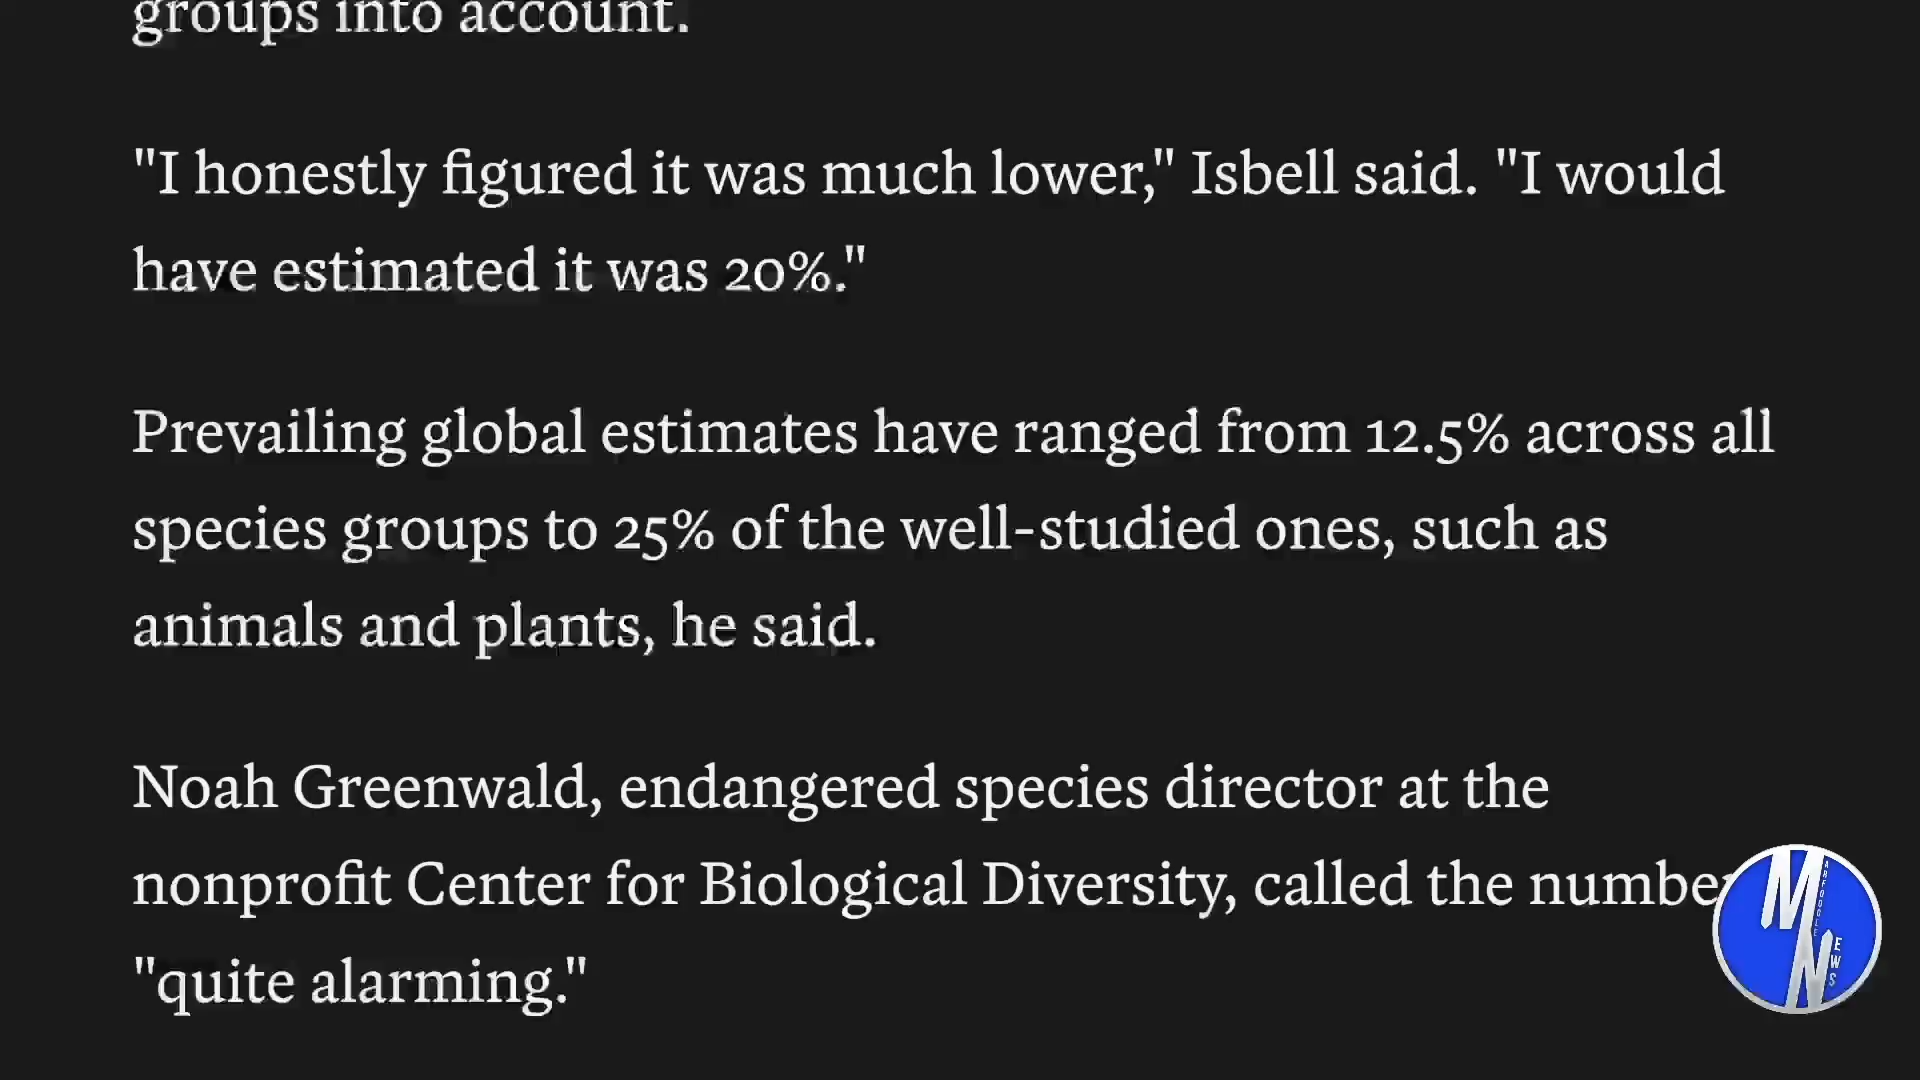 groups into account.
"I honestly figured it was much lower," Isbell said. "I would
have estimated it was 20%."
Prevailing global estimates have ranged from 12.5% across all
species groups to 25% of the well-studied ones, such as
animals and plants, he said.
Noah Greenwald, endangered species director at the
nonprofit Center for Biological Diversity, called the number
"quite alarming."
M
N
EWS